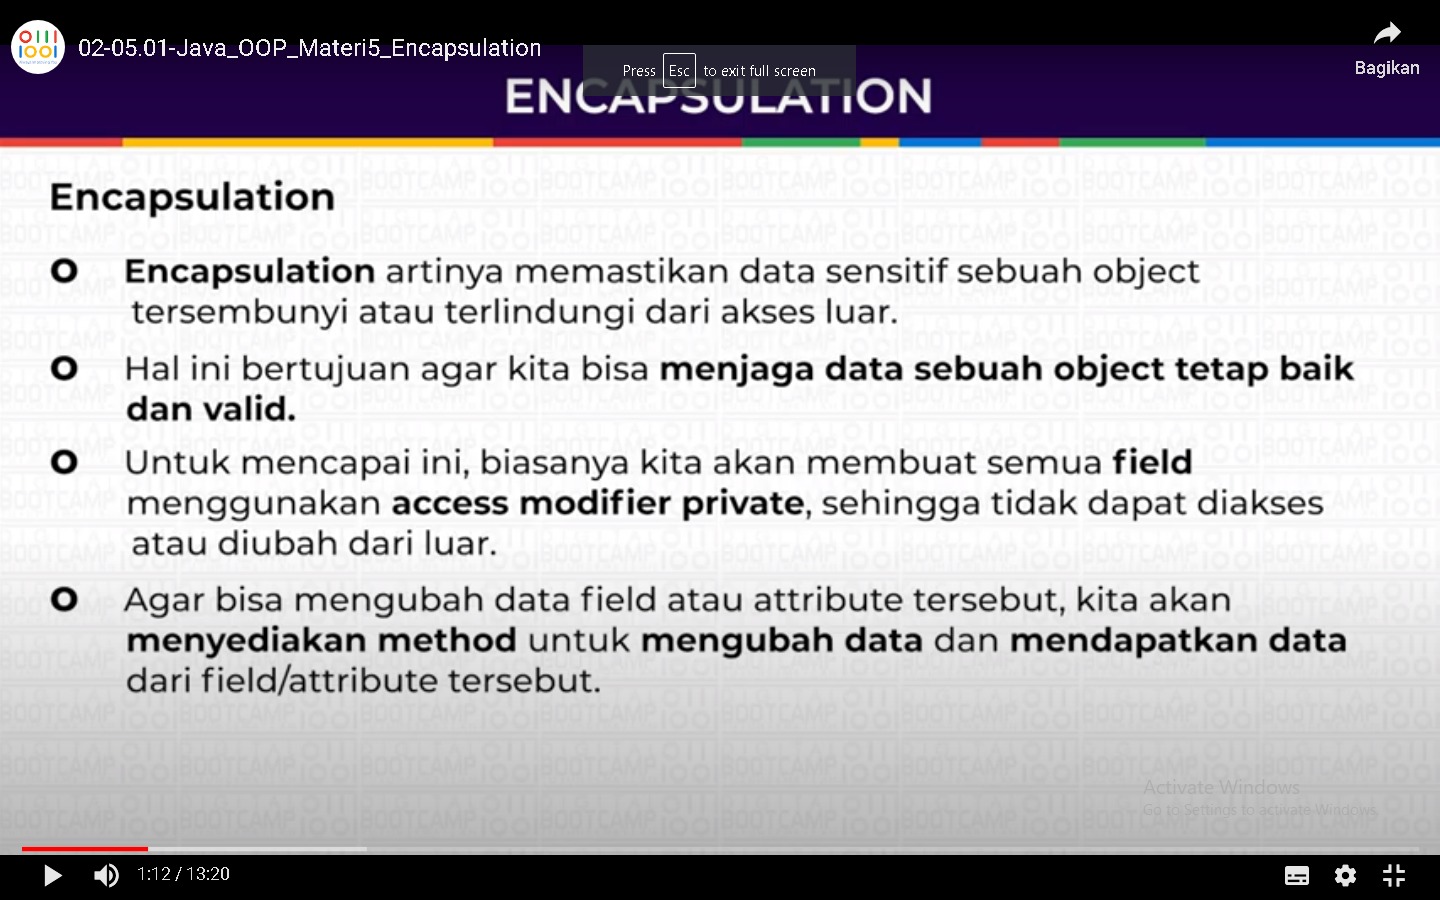 02-05.01-Java_OOP_Materi5_Encapsulation
Bagikan
Press Esc to exit full screen
ENCAPSULATION
Encapsulation
O Encapsulation artinya memastikan data sensitif sebuah object
tersembunyi atau terlindungi dari akses luar.
O Hal ini bertujuan agar kita bisa menjaga data sebuah object tetap baik
dan valid.
O Untuk mencapai ini, biasanya kita akan membuat semua field
menggunakan access modifier private, sehingga tidak dapat diakses
atau diubah dari luar.
O Agar bisa mengubah data field atau attribute tersebut, kita akan
menyediakan method untuk mengubah data dan mendapatkan data
dari field/attribute tersebut.
Activate Windows
Go to Settings to activate Windows.
1:12 / 13:20